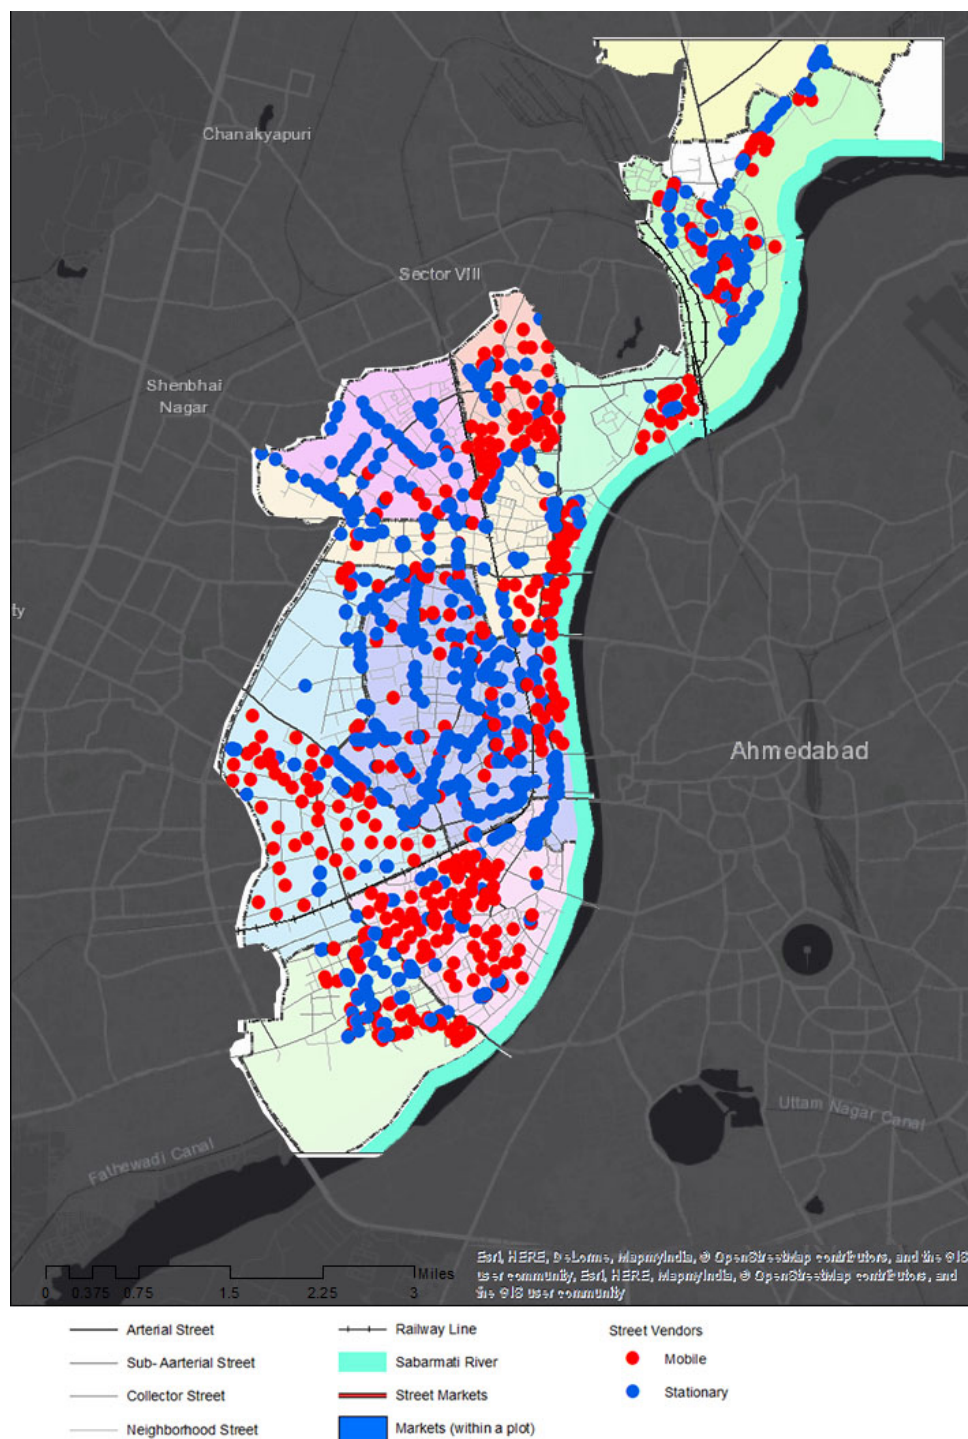 Chanakyapuri
Sector VIII
Shenbhai
Nagar
ty
Ahmedabad
Uttam Nagar Canal
Fathewadi Canal
Esri, HERE, DeLorme, MapmyIndia, © OpenStreetMap contributors, and the GIS
user community, Esri, HERE, MapmyIndia, © OpenStreetMap contributors, and
the GIS user community
Miles
0 0.375 0.75 1.5 2.25 3
Arterial Street
Railway Line
Street Vendors
Sub- Aarterial Street
Sabarmati River
Mobile
Collector Street
Street Markets
Stationary
Neighborhood Street
Markets (within a plot)